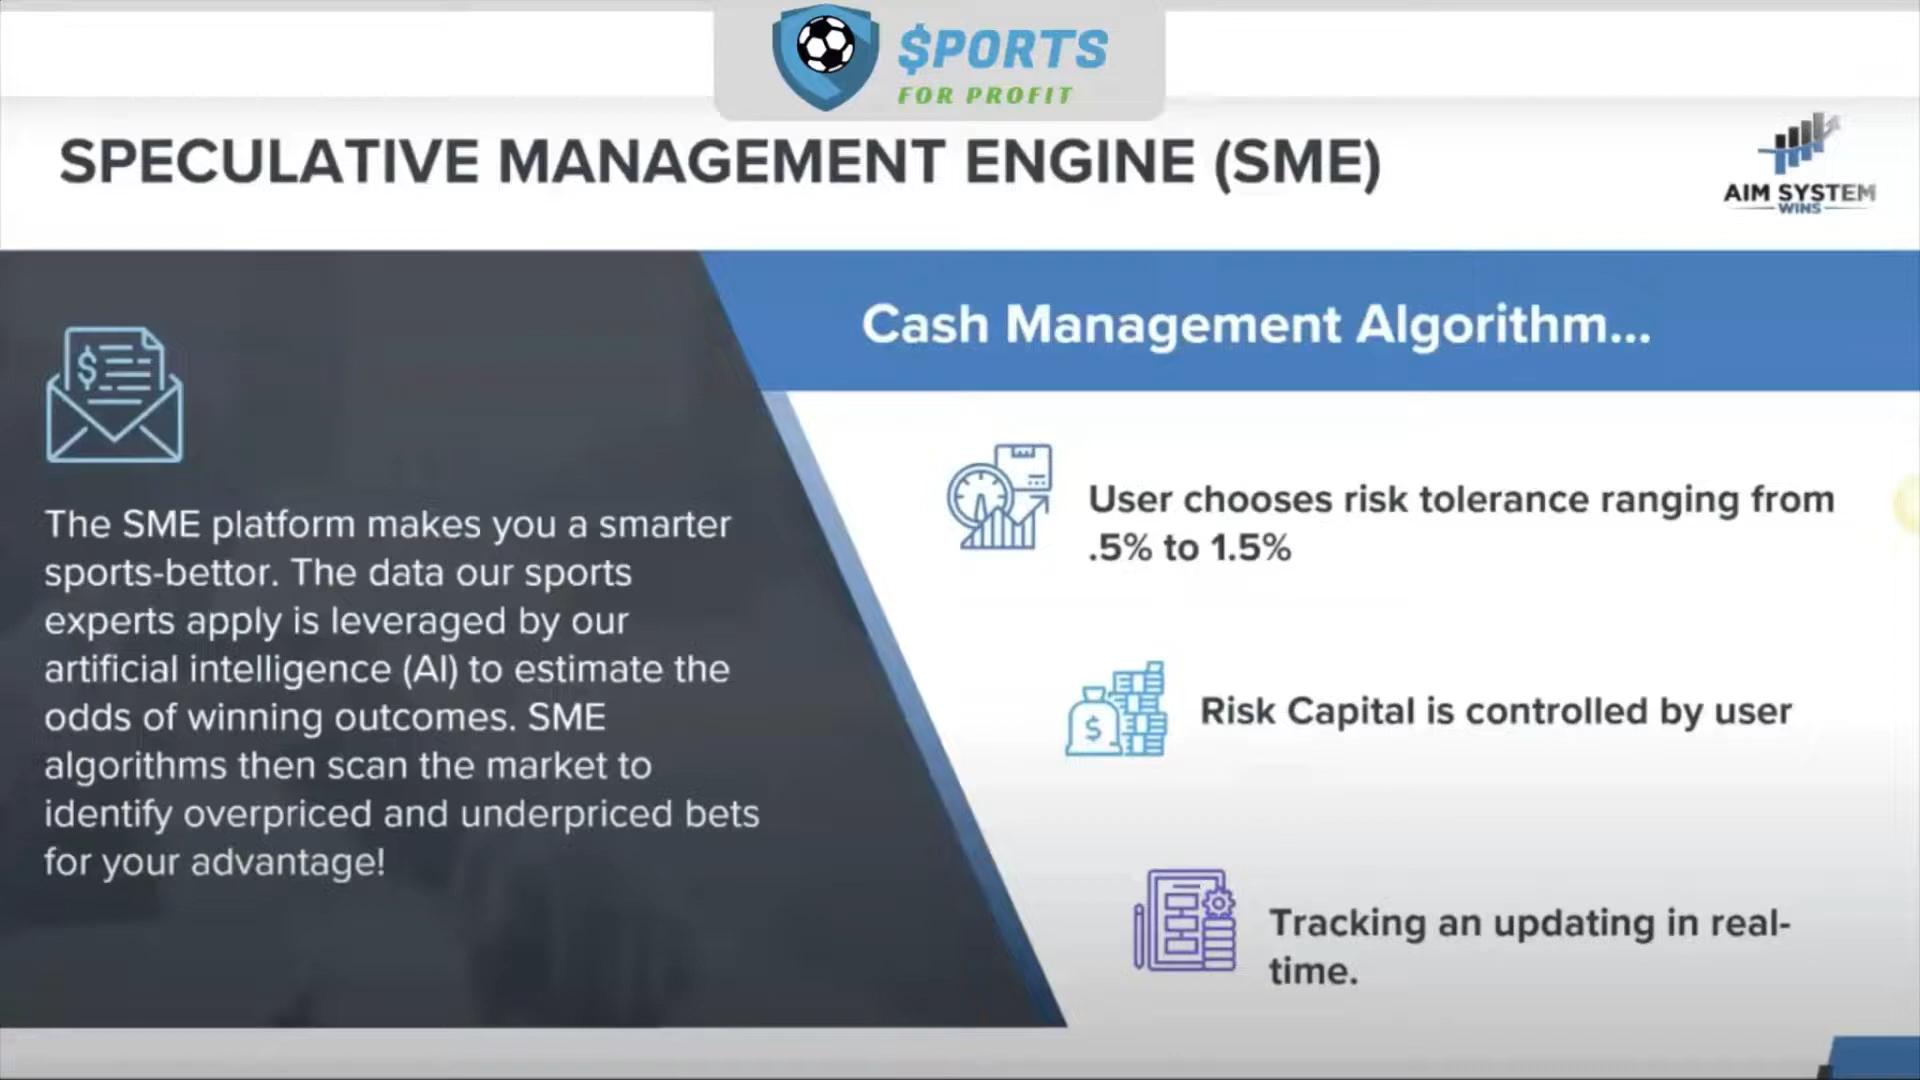 $PORTS
FOR PROFIT
SPECULATIVE MANAGEMENT ENGINE (SME)
AIM SYSTEM
WINS
Cash Management Algorithm...
$
The SME platform makes you a smarter
sports-bettor. The data our sports
experts apply is leveraged by our
artificial intelligence (AI) to estimate the
odds of winning outcomes. SME
algorithms then scan the market to
identify overpriced and underpriced bets
for your advantage!
User chooses risk tolerance ranging from
.5% to 1.5%
$
Risk Capital is controlled by user
Tracking an updating in real-
time.